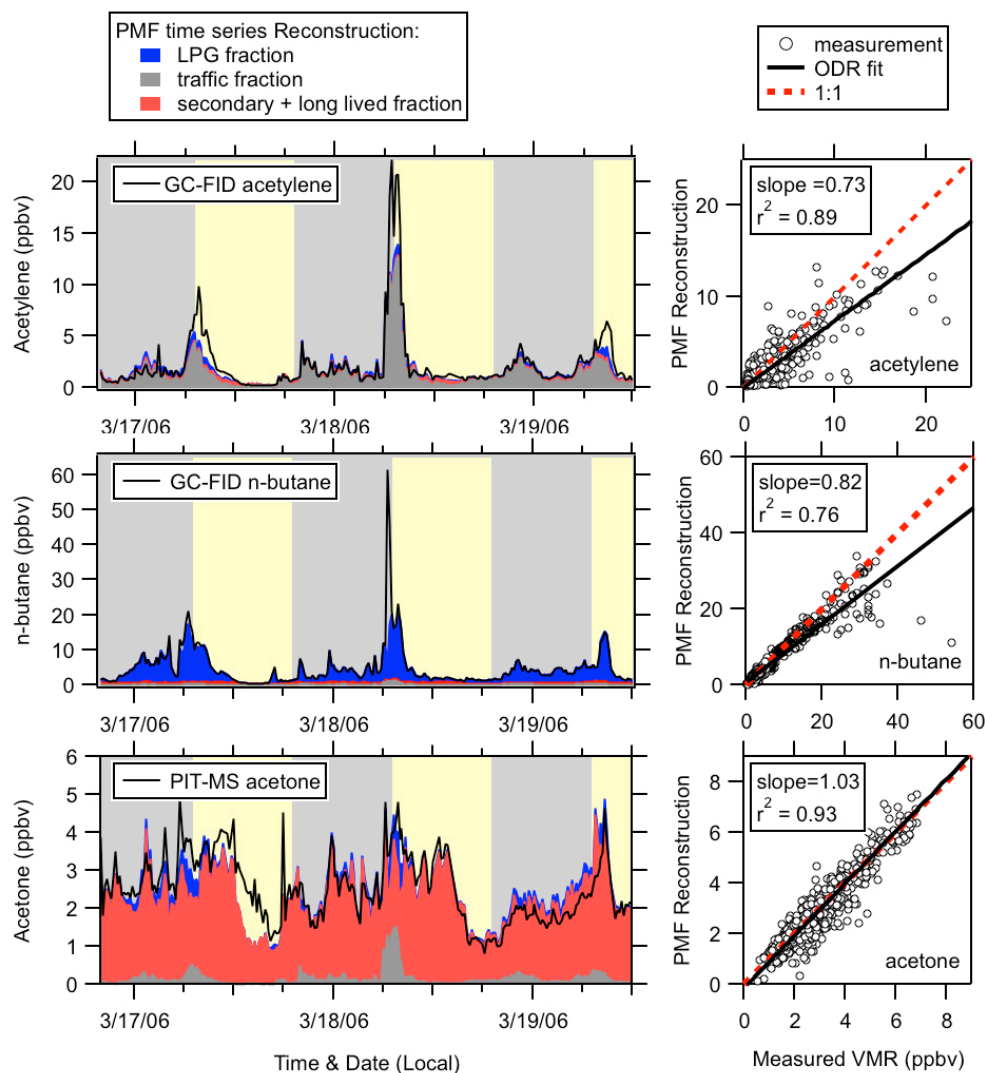 PMF time series Reconstruction:
LPG fraction
traffic fraction
secondary + long lived fraction
measurement
ODR fit
1:1
GC-FID acetylene
Acetylene (ppbv)
20
15
10
5
0
3/17/06
3/18/06
3/19/06
slope =0.73
r² = 0.89
acetylene
PMF Reconstruction
20
10
0
0
10
20
GC-FID n-butane
n-butane (ppbv)
60
50
40
30
20
10
0
3/17/06
3/18/06
3/19/06
slope=0.82
r² = 0.76
n-butane
PMF Reconstruction
60
40
20
0
0
20
40
60
PIT-MS acetone
Acetone (ppbv)
6
5
4
3
2
1
0
3/17/06
3/18/06
3/19/06
Time & Date (Local)
slope=1.03
r² = 0.93
acetone
PMF Reconstruction
8
6
4
2
0
0
2
4
6
8
Measured VMR (ppbv)